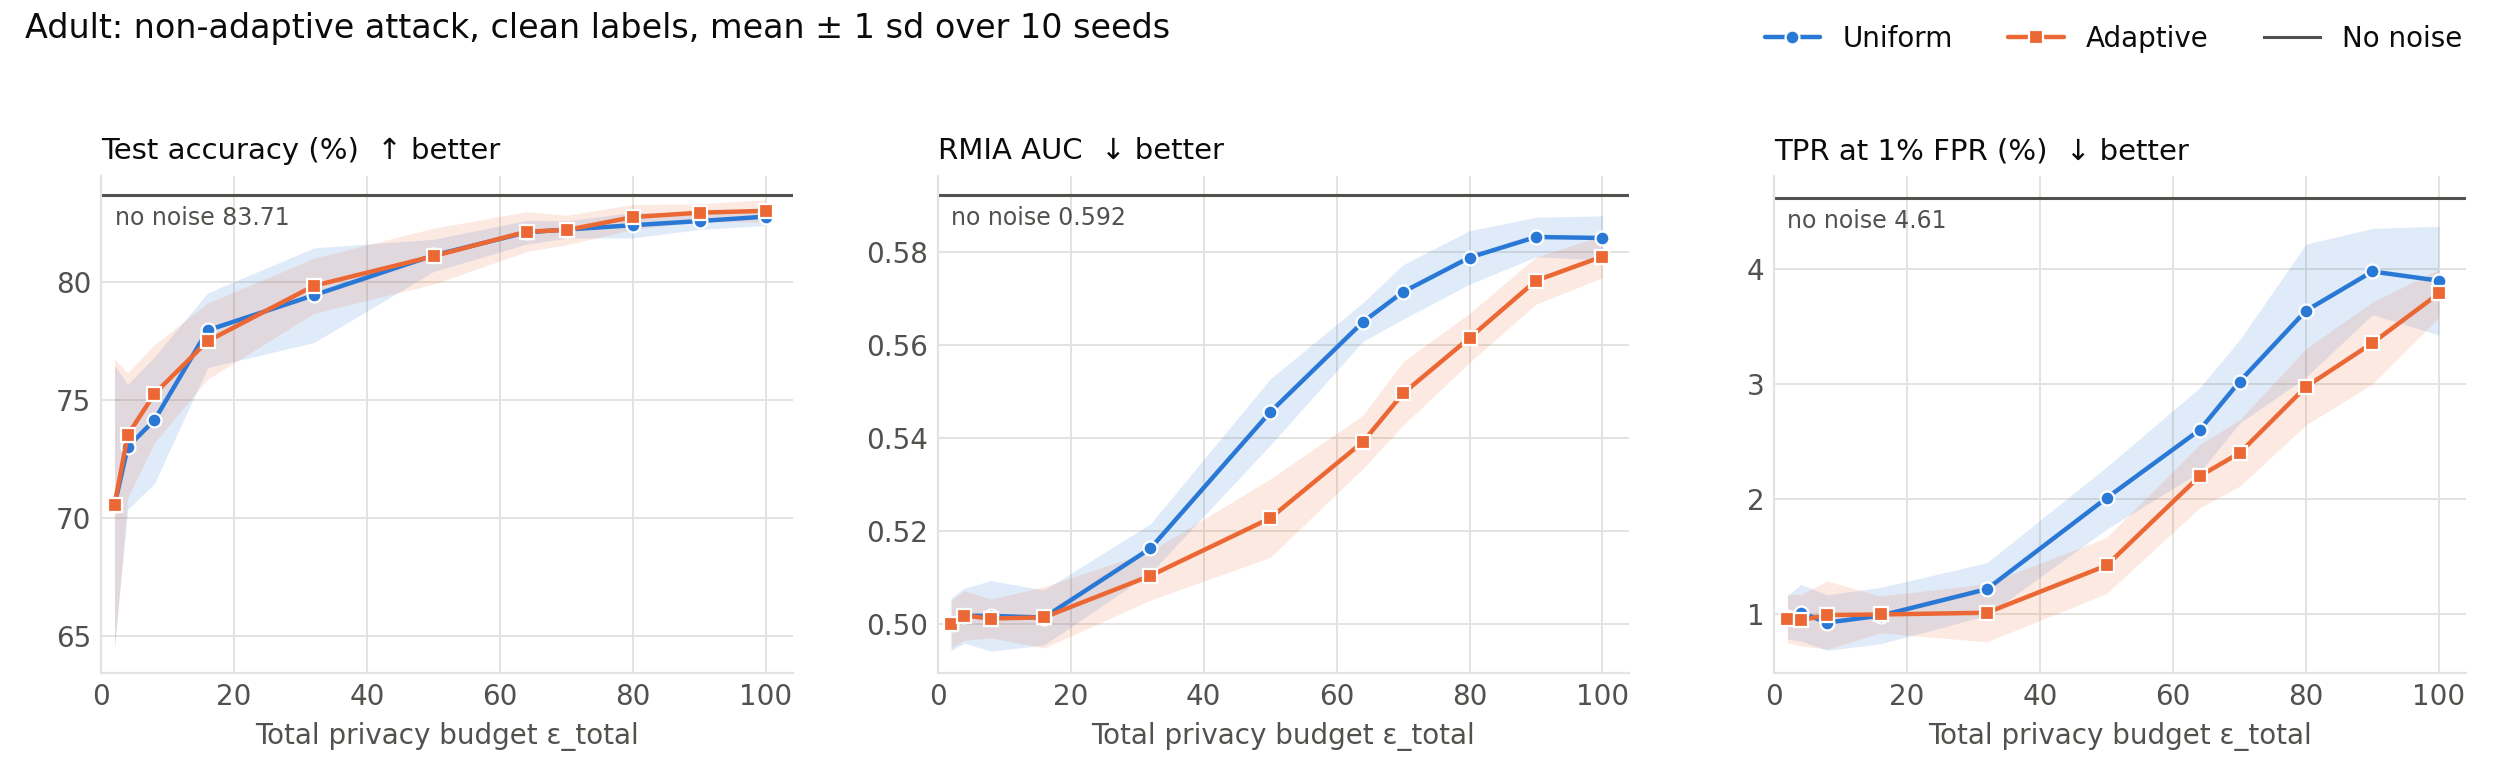 Adult: non-adaptive attack, clean labels, mean ± 1 sd over 10 seeds
Uniform
Adaptive
No noise
Test accuracy (%) ↑ better
no noise 83.71
80
75
70
65
0 20 40 60 80 100
Total privacy budget ε_total
RMIA AUC ↓ better
no noise 0.592
0.58
0.56
0.54
0.52
0.50
0 20 40 60 80 100
Total privacy budget ε_total
TPR at 1% FPR (%) ↓ better
no noise 4.61
4
3
2
1
0 20 40 60 80 100
Total privacy budget ε_total